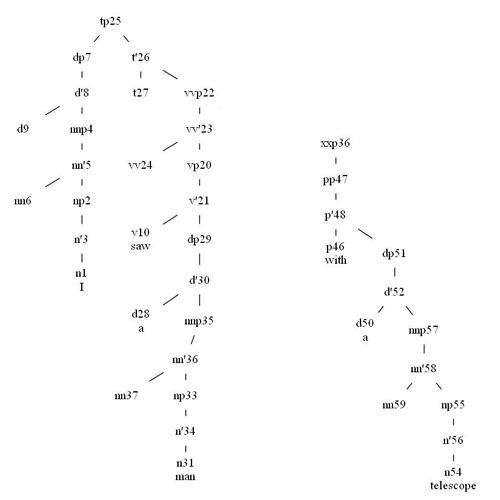 tp25
dp7 t'26
d'8 t27 vvp22
d9 nnp4 vv'23
xxp36
nn'5 vv24 vp20
pp47
nn6 np2 v'21
p'48
n'3 v10 dp29
saw
p46 dp51
with
n1 d'30
I
d'52
d28 nnp35
a
d50 nnp57
a
nn'36
nn'58
nn37 np33
nn59 np55
n'34
n'56
n31
man
n54
telescope